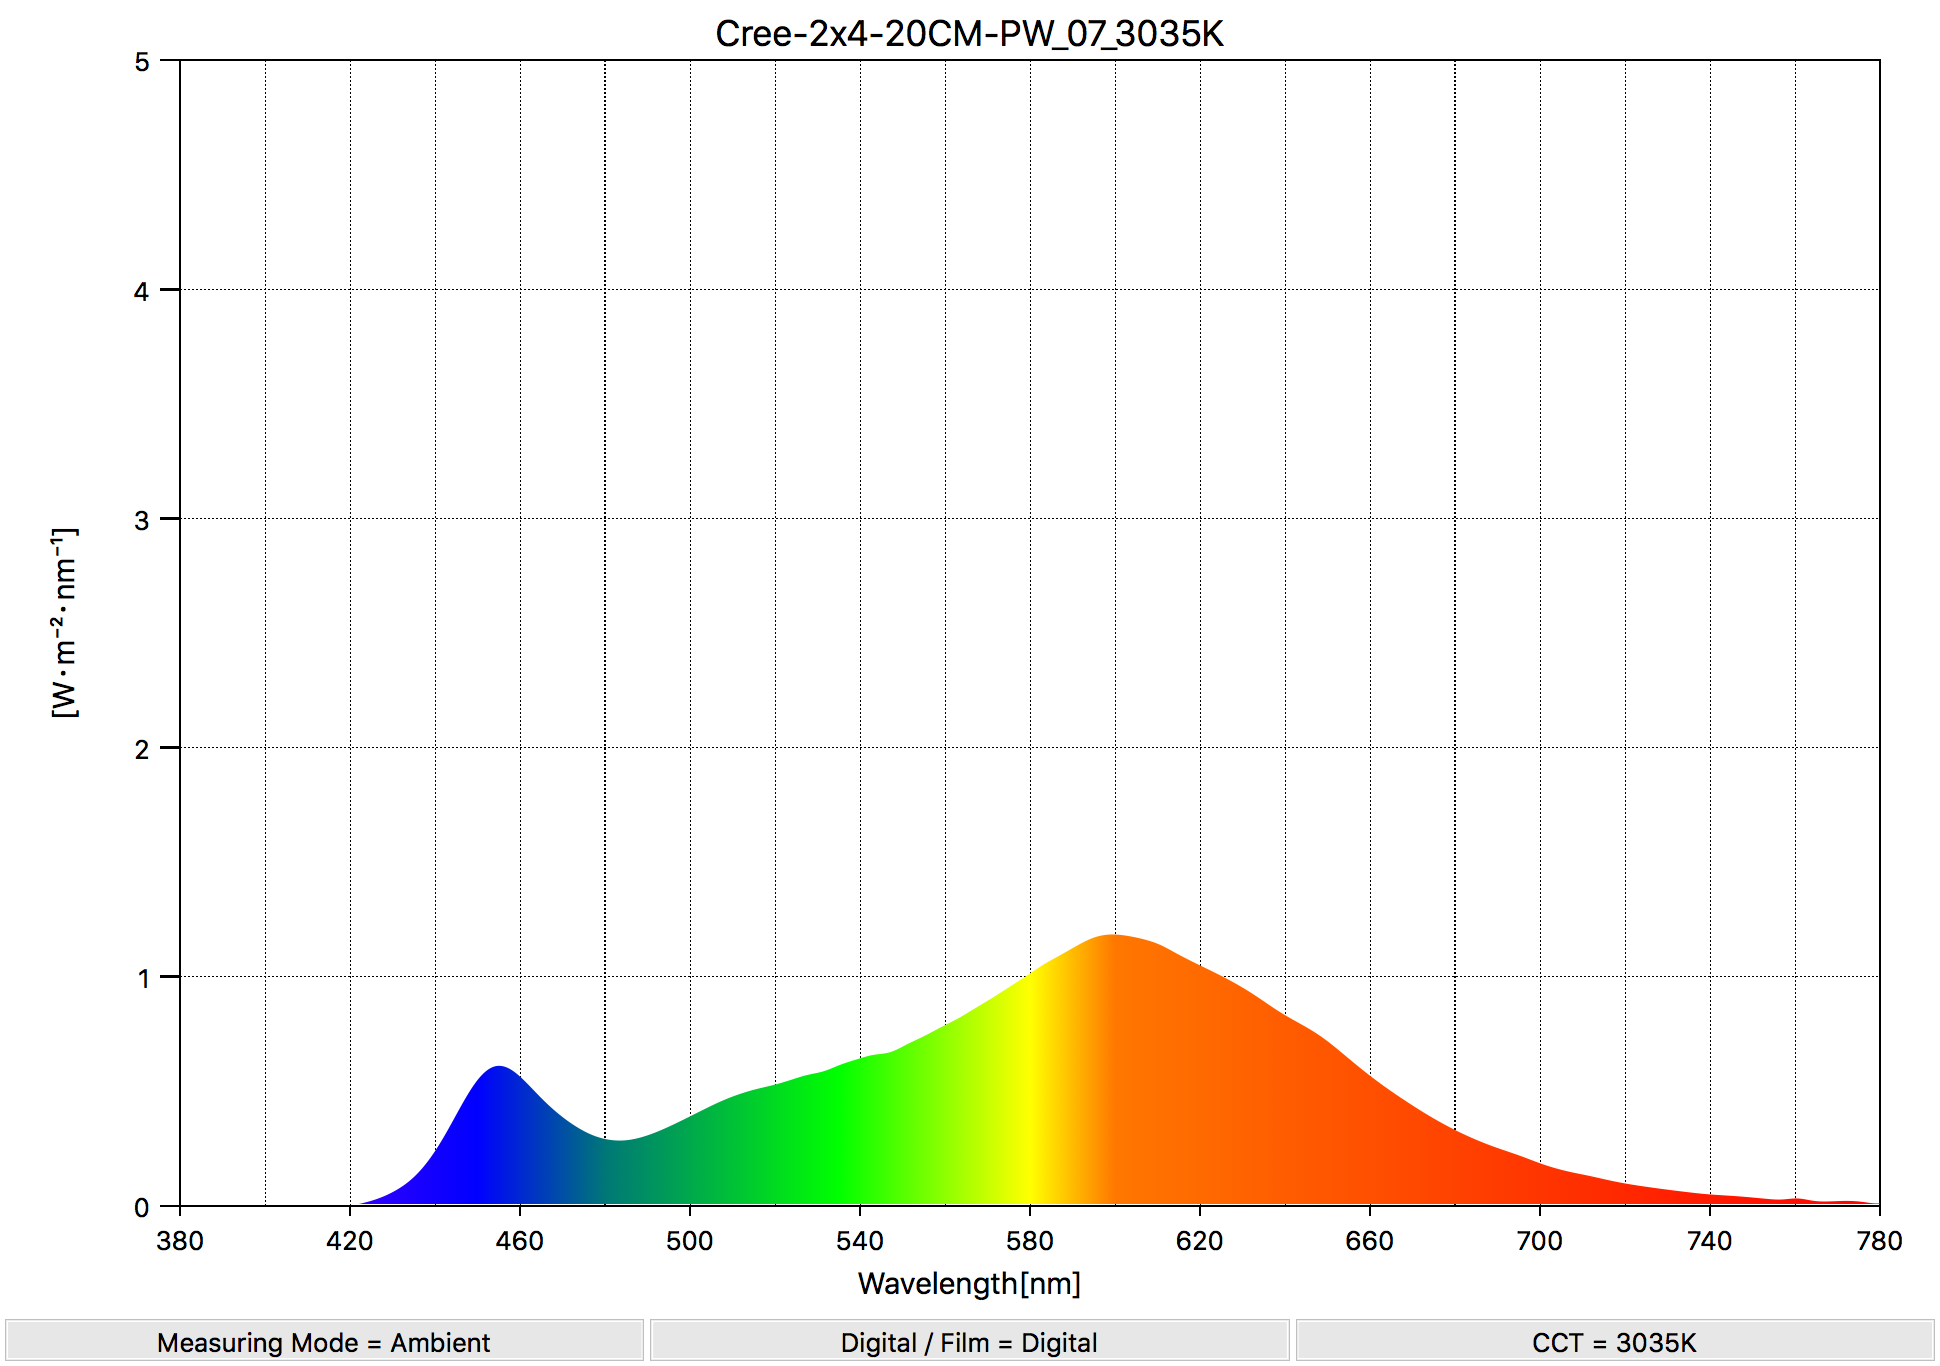 Cree-2x4-20CM-PW_07_3035K
5
4
3
2
1
0
[W·m⁻²·nm⁻¹]
380 420 460 500 540 580 620 660 700 740 780
Wavelength[nm]
Measuring Mode = Ambient
Digital / Film = Digital
CCT = 3035K